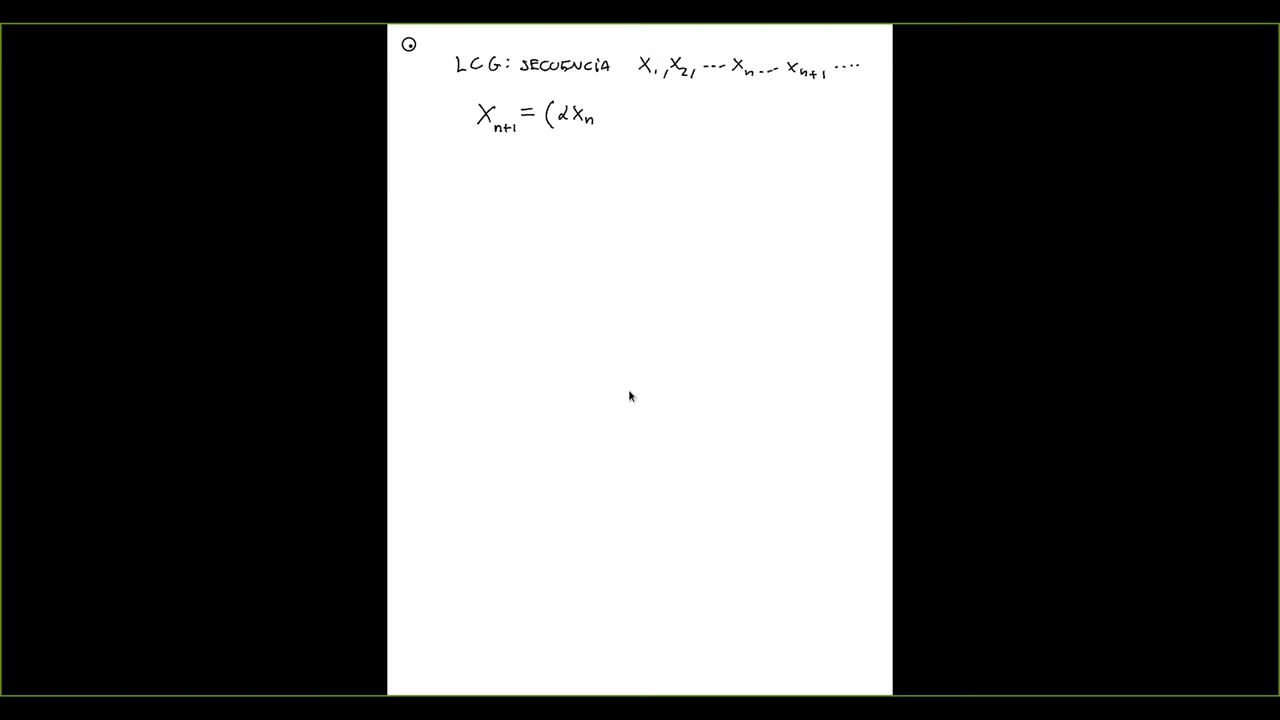 LCG: SECUENCIA X₁, X₂, ---- Xₙ ---- Xₙ₊₁ ....
Xₙ₊₁ = (αXₙ